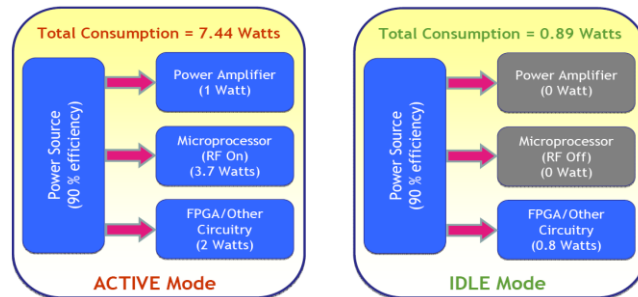 Total Consumption = 7.44 Watts
Power Source
(90 % efficiency)
Power Amplifier
(1 Watt)
Microprocessor
(RF On)
(3.7 Watts)
FPGA/Other
Circuitry
(2 Watts)
ACTIVE Mode
Total Consumption = 0.89 Watts
Power Source
(90 % efficiency)
Power Amplifier
(0 Watt)
Microprocessor
(RF Off)
(0 Watt)
FPGA/Other
Circuitry
(0.8 Watts)
IDLE Mode